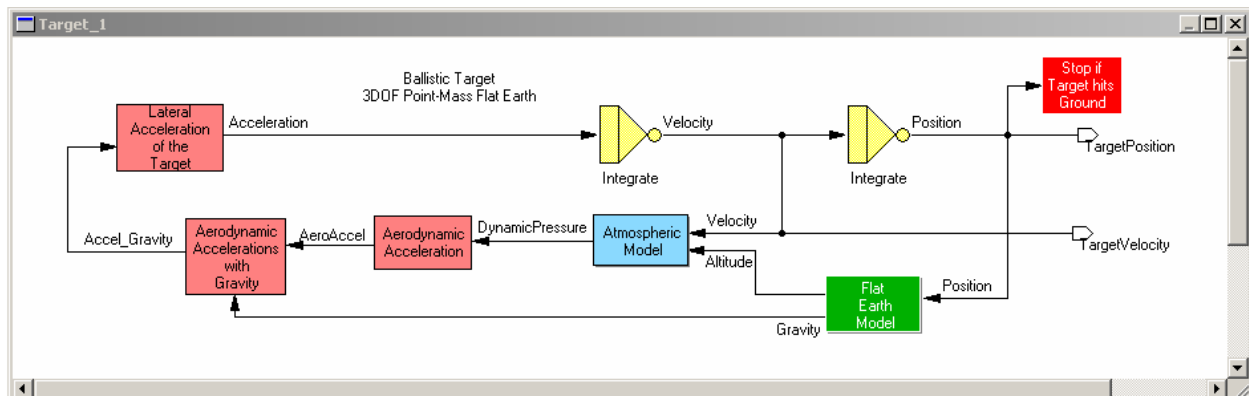 Target_1
Ballistic Target
3DOF Point-Mass Flat Earth
Stop if
Target hits
Ground
Lateral
Acceleration
of the
Target
Acceleration
Velocity
Position
TargetPosition
Integrate
Integrate
Accel_Gravity
Aerodynamic
Accelerations
with
Gravity
AeroAccel
Aerodynamic
Acceleration
DynamicPressure
Atmospheric
Model
Velocity
Altitude
TargetVelocity
Flat
Earth
Model
Position
Gravity